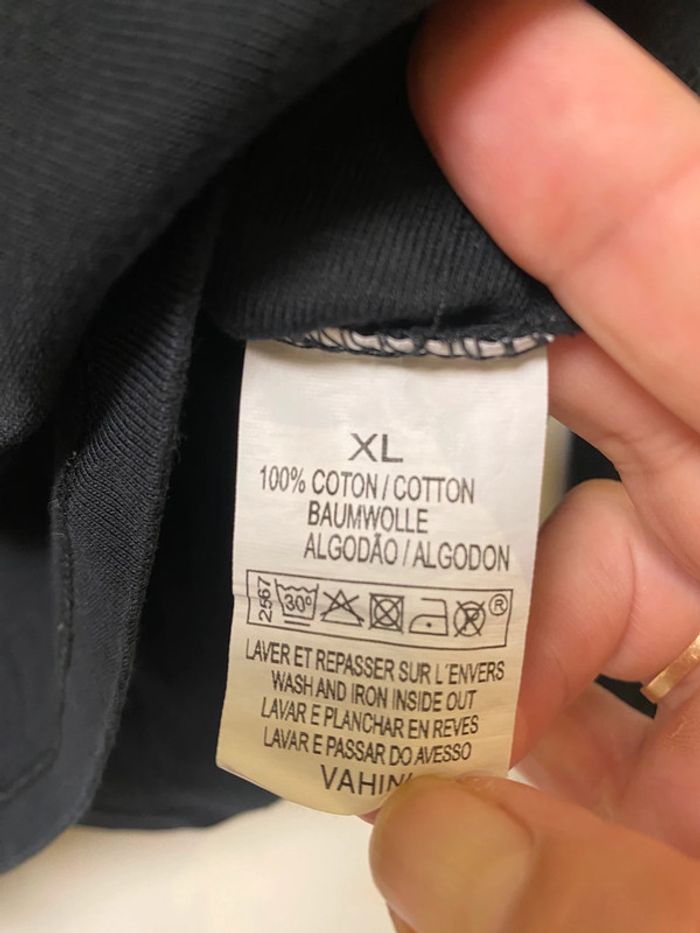 XL
100% COTON / COTTON
BAUMWOLLE
ALGODÃO / ALGODON
2567 30° P ®
LAVER ET REPASSER SUR L´ENVERS
WASH AND IRON INSIDE OUT
LAVAR E PLANCHAR EN REVES
LAVAR E PASSAR DO AVESSO